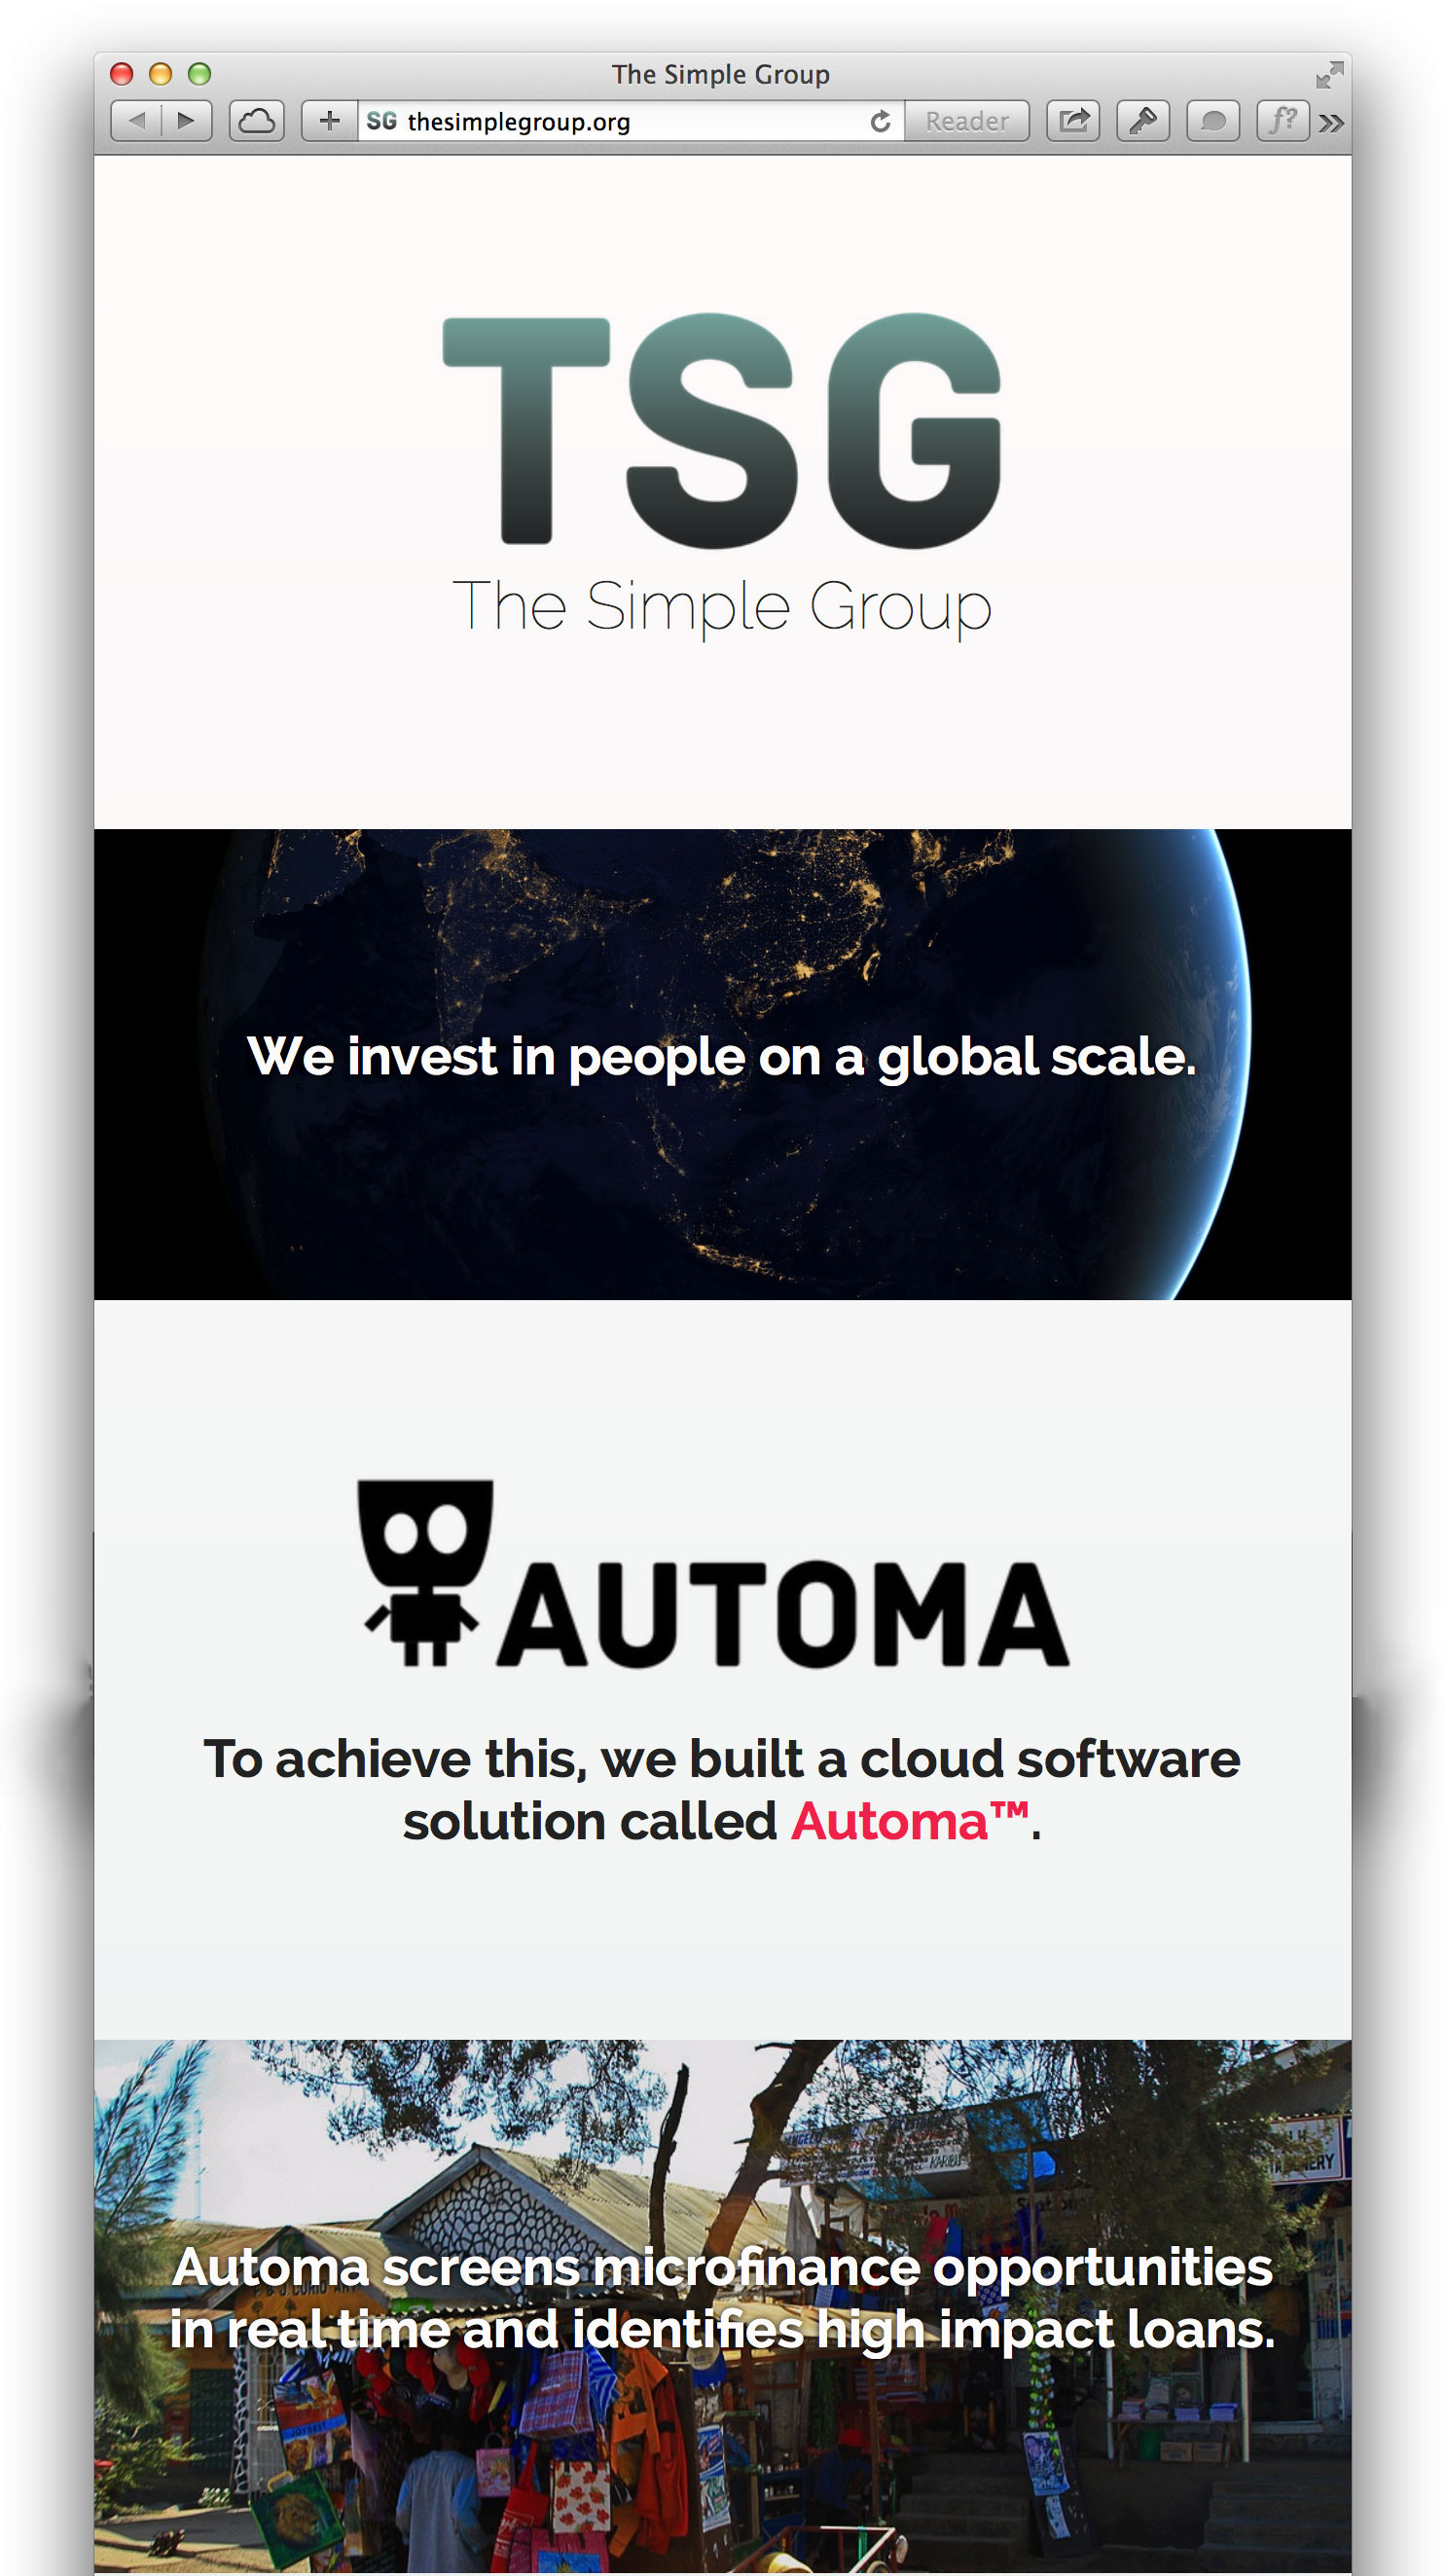 The Simple Group
SG thesimplegroup.org Reader
TSG
The Simple Group
We invest in people on a global scale.
AUTOMA
To achieve this, we built a cloud software
solution called Automa™.
KARIBU
Automa screens microfinance opportunities
in real time and identifies high impact loans.